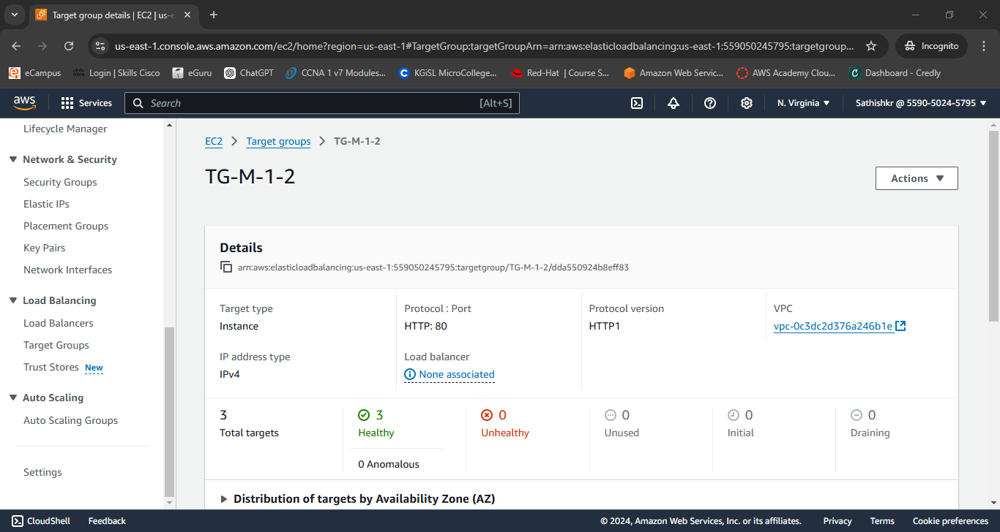 Target group details | EC2 | us-e
us-east-1.console.aws.amazon.com/ec2/home?region=us-east-1#TargetGroup:targetGroupArn=arn:aws:elasticloadbalancing:us-east-1:559050245795:targetgroup...
Incognito
eCampus
Login | Skills Cisco
eGuru
ChatGPT
CCNA 1 v7 Modules...
KGiSL MicroCollege...
Red-Hat | Course S...
Amazon Web Servic...
AWS Academy Clou...
Dashboard - Credly
aws
Services
Search
[Alt+S]
N. Virginia
Sathishkr @ 5590-5024-5795
Lifecycle Manager
Network & Security
Security Groups
Elastic IPs
Placement Groups
Key Pairs
Network Interfaces
Load Balancing
Load Balancers
Target Groups
Trust Stores New
Auto Scaling
Auto Scaling Groups
Settings
EC2 > Target groups > TG-M-1-2
TG-M-1-2
Actions
Details
arn:aws:elasticloadbalancing:us-east-1:559050245795:targetgroup/TG-M-1-2/dda550924b8eff83
Target type
Instance
Protocol : Port
HTTP: 80
Protocol version
HTTP1
VPC
vpc-0c3dc2d376a246b1e
IP address type
IPv4
Load balancer
None associated
3
Total targets
3
Healthy
0 Anomalous
0
Unhealthy
0
Unused
0
Initial
0
Draining
Distribution of targets by Availability Zone (AZ)
CloudShell
Feedback
© 2024, Amazon Web Services, Inc. or its affiliates.
Privacy
Terms
Cookie preferences